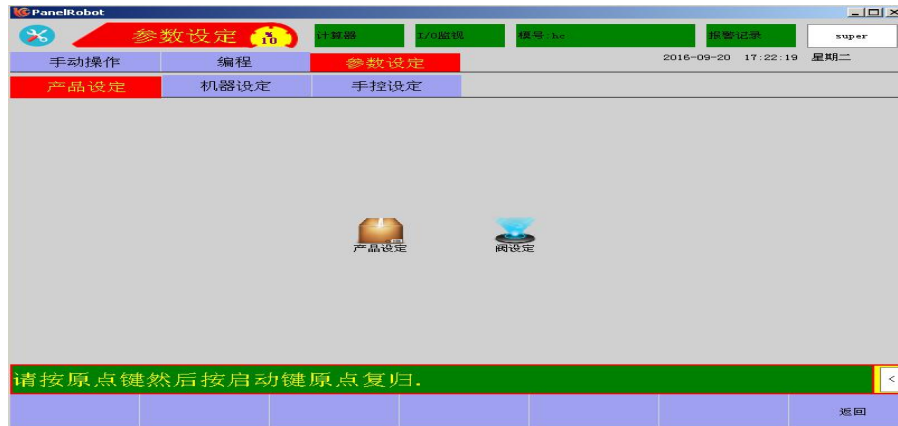 PanelRobot
参数设定 % 10 计算器 I/O监视 模号:hc 报警记录 super
手动操作 编程 参数设定 2016-09-20 17:22:19 星期二
产品设定 机器设定 手控设定
产品设定 阀设定
请按原点键然后按启动键原点复归. <
返回